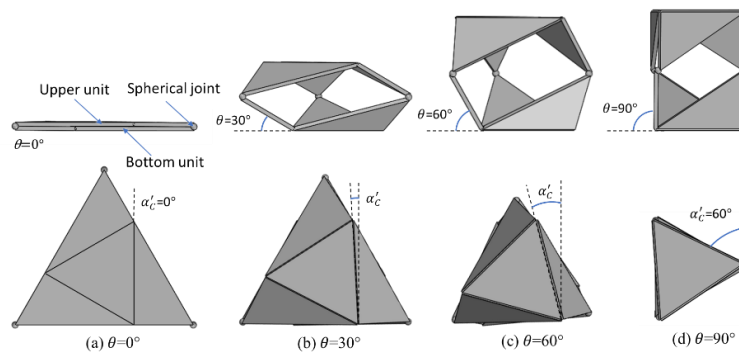 Upper unit
Spherical joint
θ=0°
Bottom unit
θ=30°
θ=60°
θ=90°
α′C=0°
α′C
α′C
α′C=60°
(a) θ=0°
(b) θ=30°
(c) θ=60°
(d) θ=90°